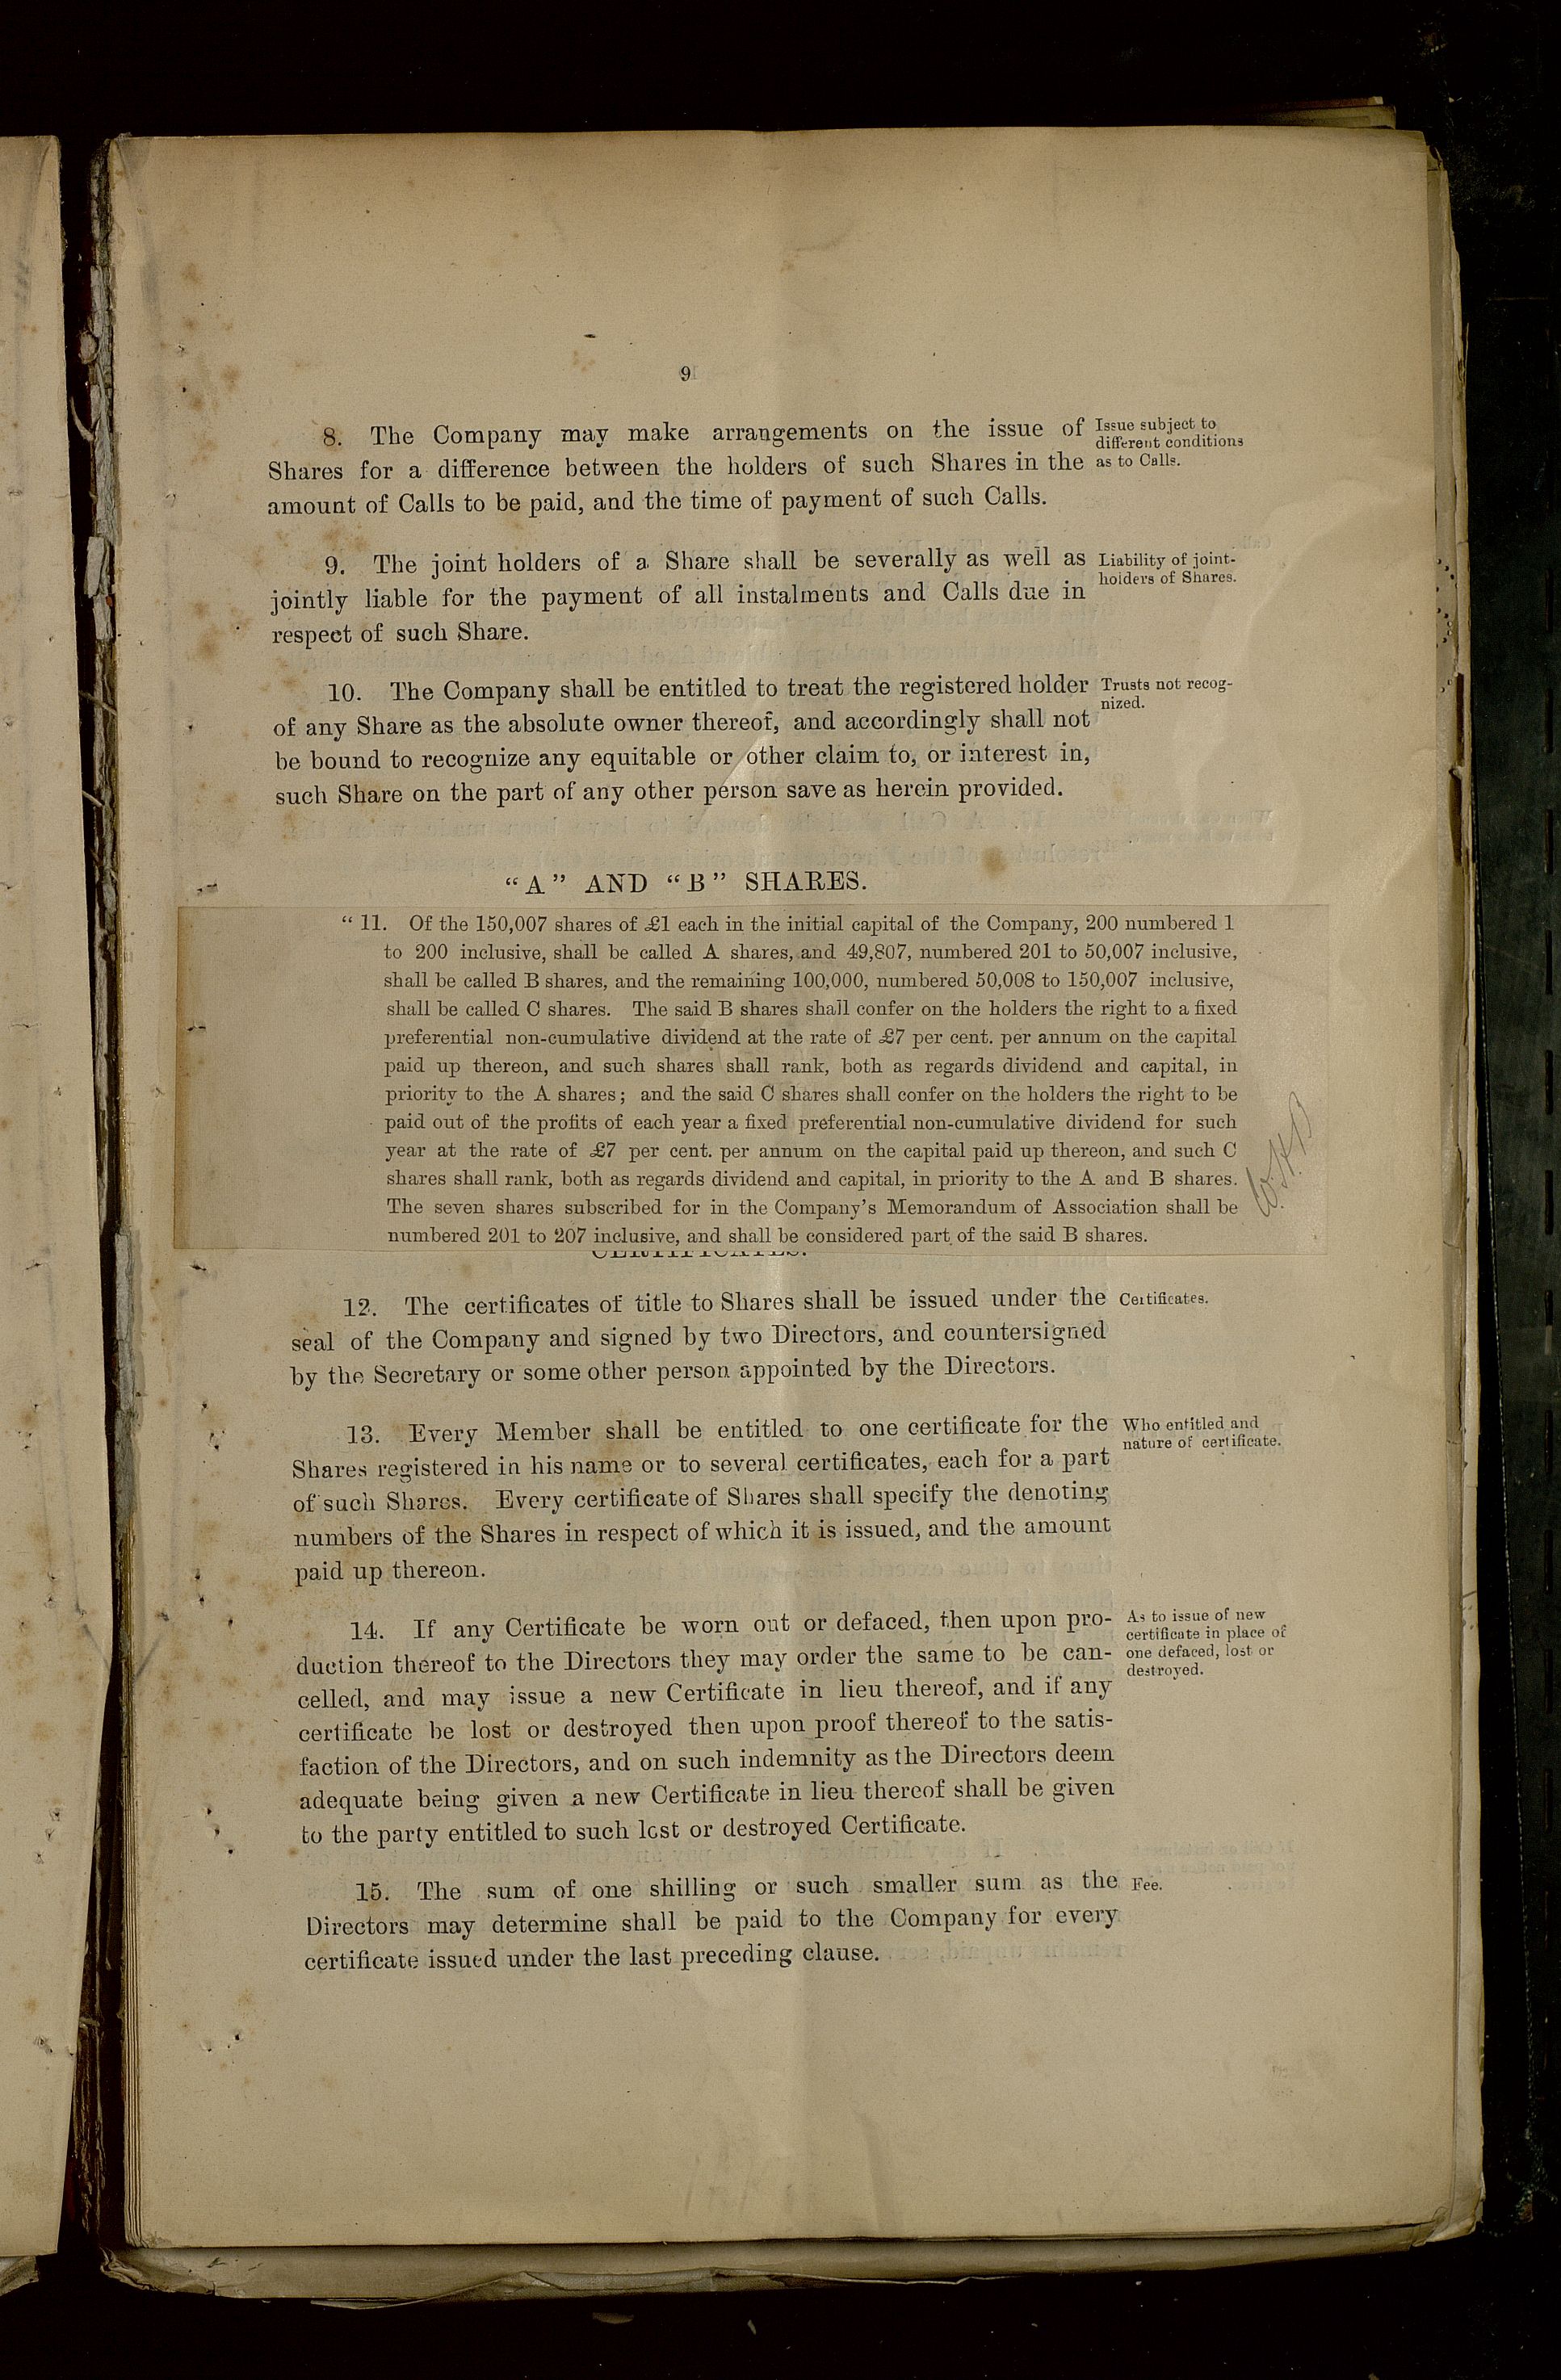 9
8. The Company may make arrangements on the issue of
Shares for a difference between the holders of such Shares in the
amount of Calls to be paid, and the time of payment of such Calls.
Issue subject to
different conditions
as to Calls.
9. The joint holders of a Share shall be severally as well as
jointly liable for the payment of all instalments and Calls due in
respect of such Share.
Liability of joint-
holders of Shares.
10. The Company shall be entitled to treat the registered holder
of any Share as the absolute owner thereof, and accordingly shall not
be bound to recognize any equitable or other claim to, or interest in,
such Share on the part of any other person save as herein provided.
Trusts not recog-
nized.
“A” AND “B” SHARES.
“ 11. Of the 150,007 shares of £1 each in the initial capital of the Company, 200 numbered 1
to 200 inclusive, shall be called A shares, and 49,807, numbered 201 to 50,007 inclusive,
shall be called B shares, and the remaining 100,000, numbered 50,008 to 150,007 inclusive,
shall be called C shares. The said B shares shall confer on the holders the right to a fixed
preferential non-cumulative dividend at the rate of £7 per cent. per annum on the capital
paid up thereon, and such shares shall rank, both as regards dividend and capital, in
priority to the A shares; and the said C shares shall confer on the holders the right to be
paid out of the profits of each year a fixed preferential non-cumulative dividend for such
year at the rate of £7 per cent. per annum on the capital paid up thereon, and such C
shares shall rank, both as regards dividend and capital, in priority to the A and B shares.
The seven shares subscribed for in the Company’s Memorandum of Association shall be
numbered 201 to 207 inclusive, and shall be considered part of the said B shares.
CERTIFICATES.
12. The certificates of title to Shares shall be issued under the
seal of the Company and signed by two Directors, and countersigned
by the Secretary or some other person appointed by the Directors.
Certificates.
13. Every Member shall be entitled to one certificate for the
Shares registered in his name or to several certificates, each for a part
of such Shares. Every certificate of Shares shall specify the denoting
numbers of the Shares in respect of which it is issued, and the amount
paid up thereon.
Who entitled and
nature of certificate.
14. If any Certificate be worn out or defaced, then upon pro-
duction thereof to the Directors they may order the same to be can-
celled, and may issue a new Certificate in lieu thereof, and if any
certificate be lost or destroyed then upon proof thereof to the satis-
faction of the Directors, and on such indemnity as the Directors deem
adequate being given a new Certificate in lieu thereof shall be given
to the party entitled to such lost or destroyed Certificate.
As to issue of new
certificate in place of
one defaced, lost or
destroyed.
15. The sum of one shilling or such smaller sum as the
Directors may determine shall be paid to the Company for every
certificate issued under the last preceding clause.
Fee.